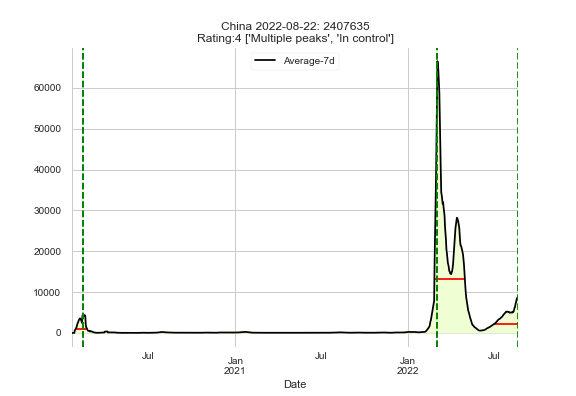 China 2022-08-22: 2407635
Rating:4 ['Multiple peaks', 'In control']
Average-7d
60000
50000
40000
30000
20000
10000
0
Jul
Jan
2021
Jul
Jan
2022
Jul
Date